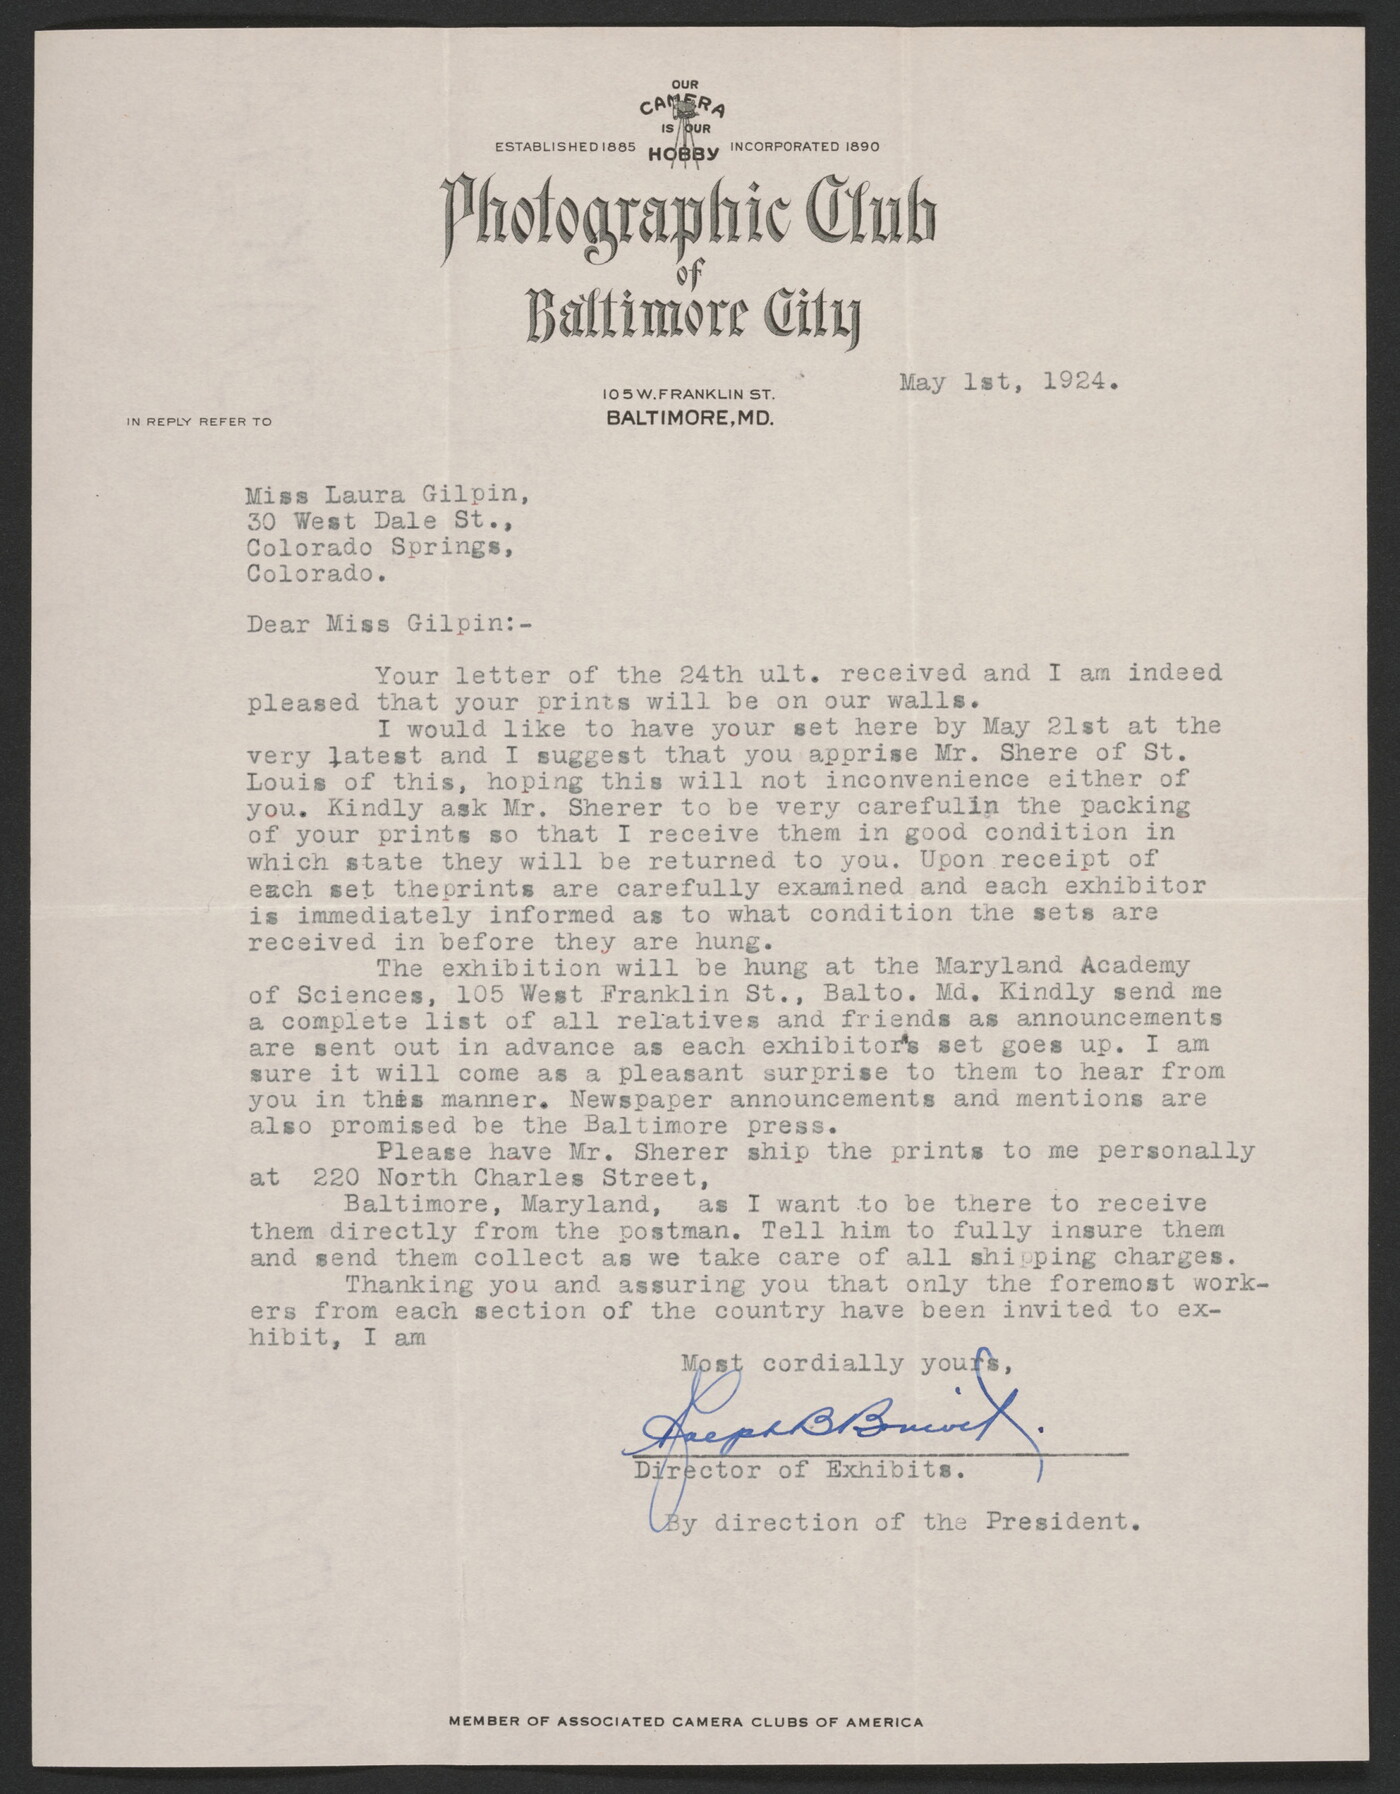 OUR
CAMERA
IS OUR
ESTABLISHED 1885 HOBBY INCORPORATED 1890
Photographic Club
of
Baltimore City
May 1st, 1924.
105 W. FRANKLIN ST.
IN REPLY REFER TO BALTIMORE, MD.
Miss Laura Gilpin,
30 West Dale St.,
Colorado Springs,
Colorado.
Dear Miss Gilpin:-
Your letter of the 24th ult. received and I am indeed
pleased that your prints will be on our walls.
I would like to have your set here by May 21st at the
very latest and I suggest that you apprise Mr. Shere of St.
Louis of this, hoping this will not inconvenience either of
you. Kindly ask Mr. Sherer to be very carefulin the packing
of your prints so that I receive them in good condition in
which state they will be returned to you. Upon receipt of
each set theprints are carefully examined and each exhibitor
is immediately informed as to what condition the sets are
received in before they are hung.
The exhibition will be hung at the Maryland Academy
of Sciences, 105 West Franklin St., Balto. Md. Kindly send me
a complete list of all relatives and friends as announcements
are sent out in advance as each exhibitor's set goes up. I am
sure it will come as a pleasant surprise to them to hear from
you in this manner. Newspaper announcements and mentions are
also promised be the Baltimore press.
Please have Mr. Sherer ship the prints to me personally
at 220 North Charles Street,
Baltimore, Maryland, as I want to be there to receive
them directly from the postman. Tell him to fully insure them
and send them collect as we take care of all shipping charges.
Thanking you and assuring you that only the foremost work-
ers from each section of the country have been invited to ex-
hibit, I am
Most cordially yours,
Director of Exhibits.
By direction of the President.
MEMBER OF ASSOCIATED CAMERA CLUBS OF AMERICA